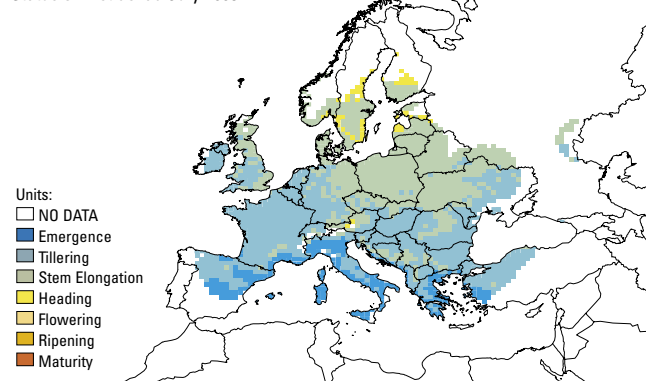 Units:
NO DATA
Emergence
Tillering
Stem Elongation
Heading
Flowering
Ripening
Maturity